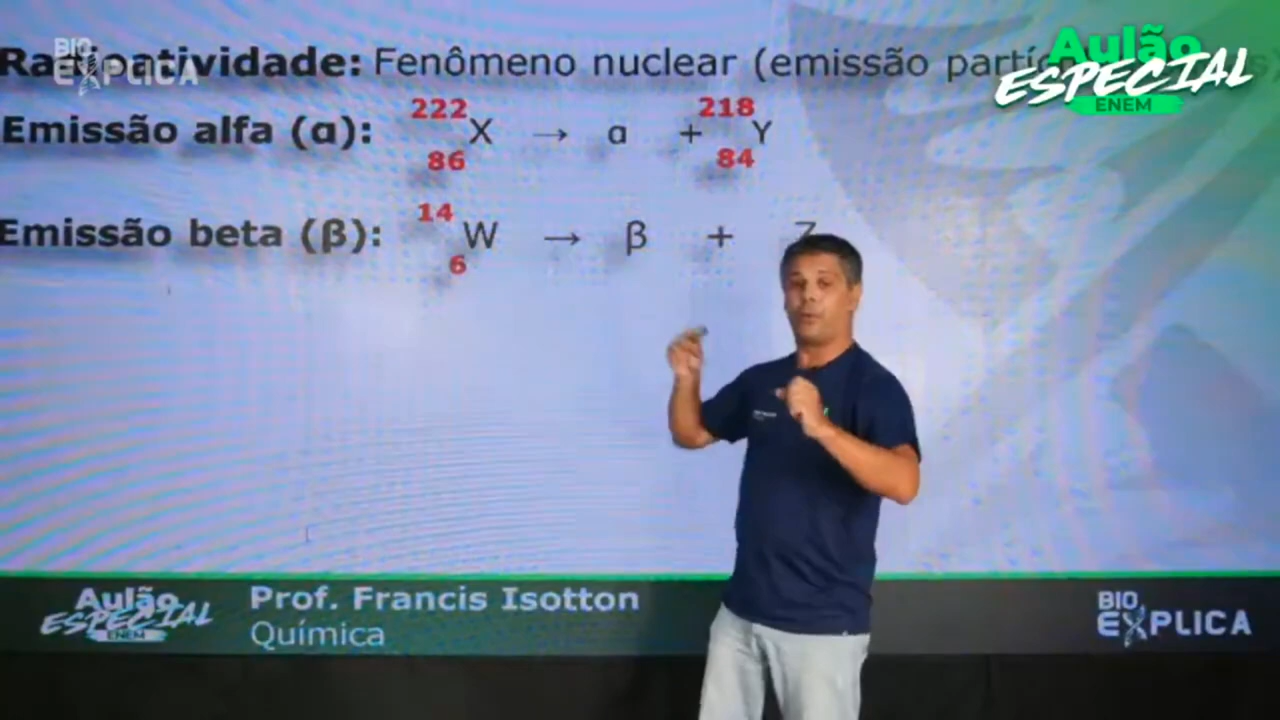 BIO
EXPLICA
Aulão
ESPECIAL
ENEM
Radioatividade: Fenômeno nuclear (emissão
Emissão alfa (α): 222 86 X → α + 218 84 Y
Emissão beta (β): 14 6 W → β + Z
Aulão
ESPECIAL
ENEM
Prof. Francis Isotton
Química
BIO
EXPLICA